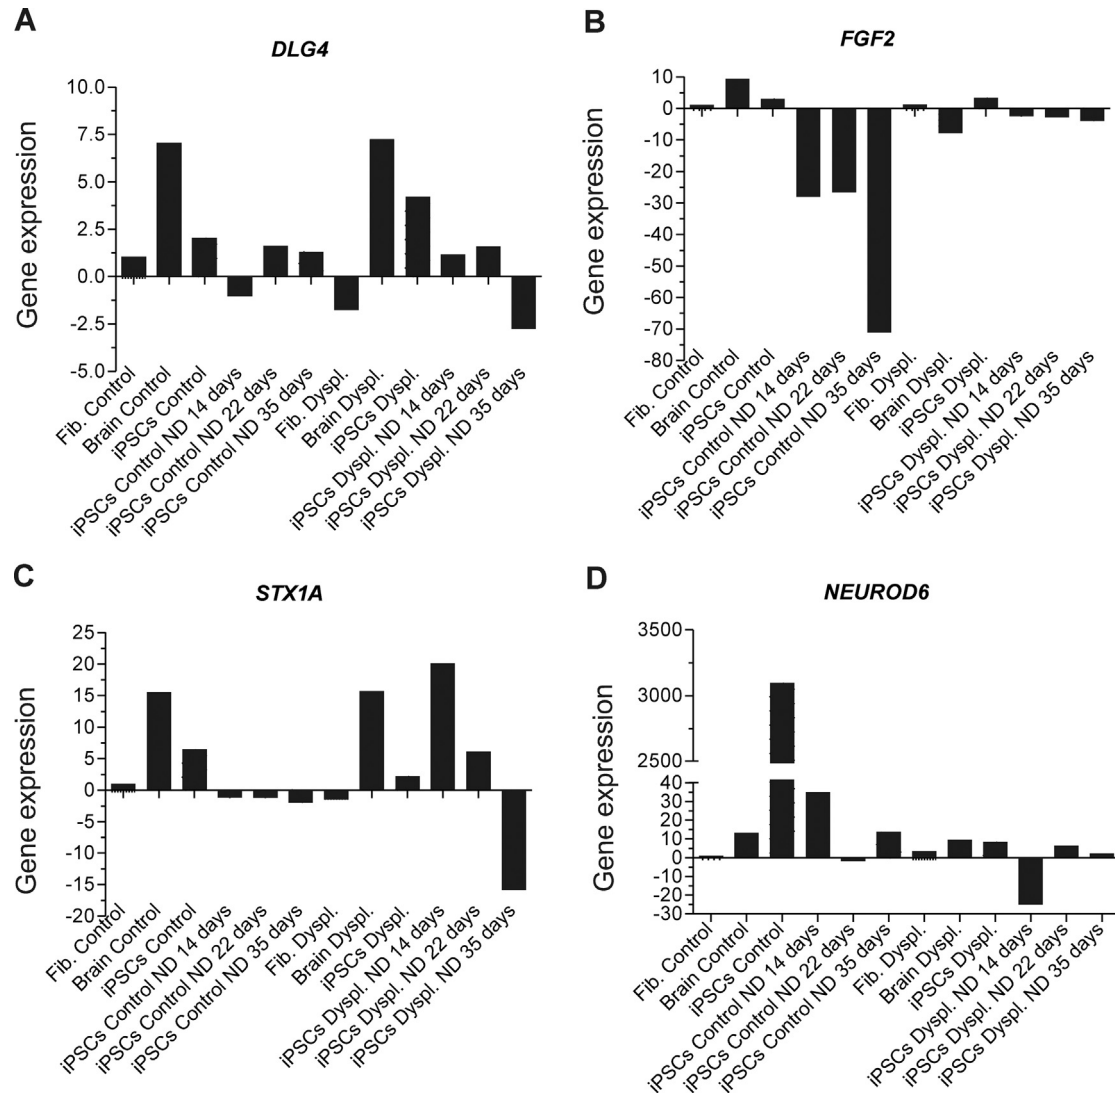 A
DLG4
Gene expression
10.0
7.5
5.0
2.5
0.0
-2.5
-5.0
Fib. Control
Brain Control
iPSCs Control
iPSCs Control ND 14 days
iPSCs Control ND 22 days
iPSCs Control ND 35 days
Fib. Dyspl.
Brain Dyspl.
iPSCs Dyspl.
iPSCs Dyspl. ND 14 days
iPSCs Dyspl. ND 22 days
iPSCs Dyspl. ND 35 days
B
FGF2
Gene expression
10
0
-10
-20
-30
-40
-50
-60
-70
-80
Fib. Control
Brain Control
iPSCs Control
iPSCs Control ND 14 days
iPSCs Control ND 22 days
iPSCs Control ND 35 days
Fib. Dyspl.
Brain Dyspl.
iPSCs Dyspl.
iPSCs Dyspl. ND 14 days
iPSCs Dyspl. ND 22 days
iPSCs Dyspl. ND 35 days
C
STX1A
Gene expression
25
20
15
10
5
0
-5
-10
-15
-20
Fib. Control
Brain Control
iPSCs Control
iPSCs Control ND 14 days
iPSCs Control ND 22 days
iPSCs Control ND 35 days
Fib. Dyspl.
Brain Dyspl.
iPSCs Dyspl.
iPSCs Dyspl. ND 14 days
iPSCs Dyspl. ND 22 days
iPSCs Dyspl. ND 35 days
D
NEUROD6
Gene expression
3500
3000
2500
40
30
20
10
0
-10
-20
-30
Fib. Control
Brain Control
iPSCs Control
iPSCs Control ND 14 days
iPSCs Control ND 22 days
iPSCs Control ND 35 days
Fib. Dyspl.
Brain Dyspl.
iPSCs Dyspl.
iPSCs Dyspl. ND 14 days
iPSCs Dyspl. ND 22 days
iPSCs Dyspl. ND 35 days